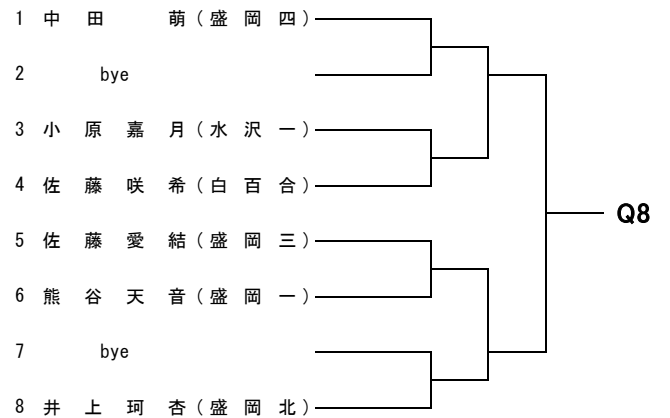 1 中田 萌(盛岡四)
2 bye
3 小原嘉月(水沢一)
4 佐藤咲希(白百合)
Q8
5 佐藤愛結(盛岡三)
6 熊谷天音(盛岡一)
7 bye
8 井上珂杏(盛岡北)